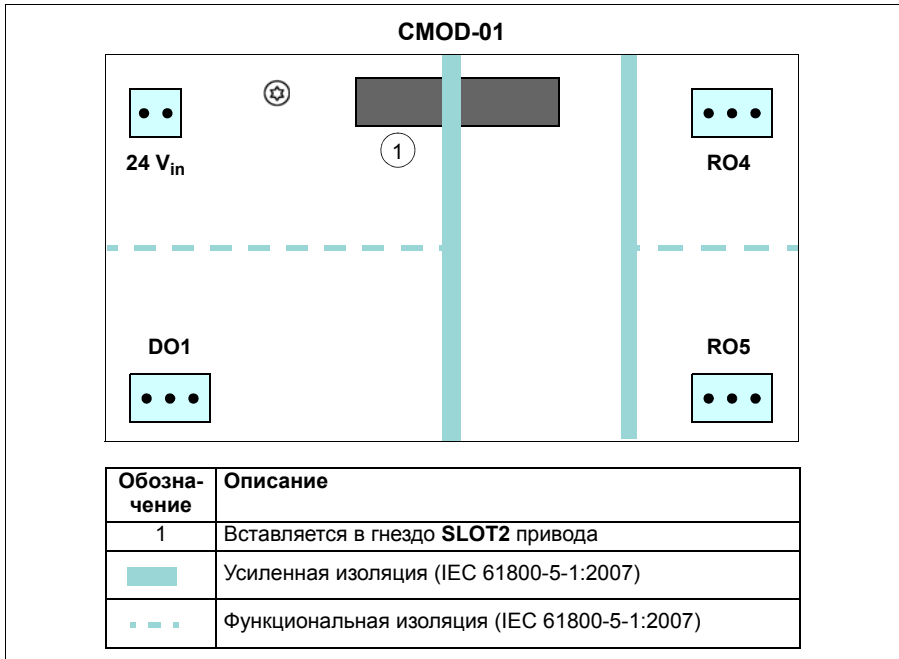 CMOD-01
24 Vin
1
RO4
DO1
RO5
Обозна-
чение
Описание
1
Вставляется в гнездо SLOT2 привода
Усиленная изоляция (IEC 61800-5-1:2007)
Функциональная изоляция (IEC 61800-5-1:2007)